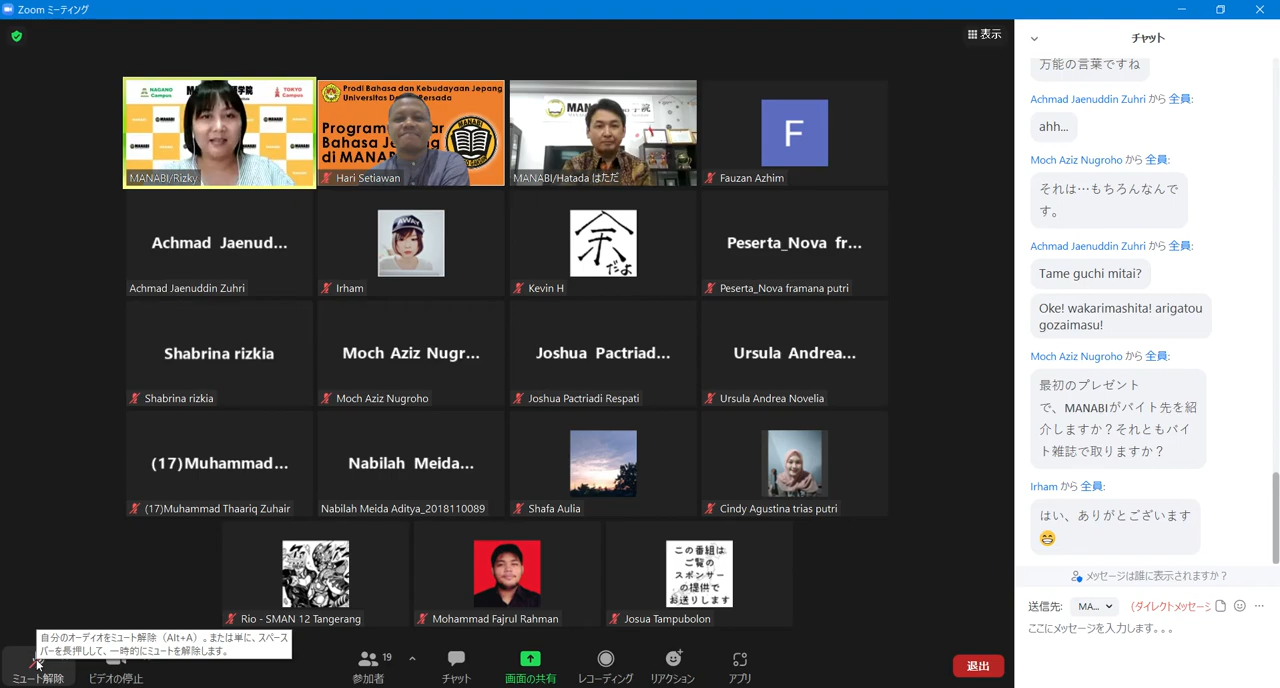 Zoom ミーティング
表示
NAGANO
Campus
TOKYO
Campus
MANABI
MANABI/Rizky
Prodi Bahasa dan Kebudayaan Jepang
Program
di MANABI
Hari Setiawan
MANABI/Hatada はただ
F
Fauzan Azhim
Achmad Jaenud...
Achmad Jaenuddin Zuhri
Irham
余
だよ
Kevin H
Peserta_Nova fr...
Peserta_Nova framana putri
Shabrina rizkia
Shabrina rizkia
Moch Aziz Nugr...
Moch Aziz Nugroho
Joshua Pactriad...
Joshua Pactriadi Respati
Ursula Andrea...
Ursula Andrea Novelia
(17)Muhammad...
(17)Muhammad Thaariq Zuhair
Nabilah Meida...
Nabilah Meida Aditya_2018110089
Shafa Aulia
Cindy Agustina trias putri
Rio - SMAN 12 Tangerang
Mohammad Fajrul Rahman
この番組は
ご覧の
スポンサー
の提供で
お送りします
Josua Tampubolon
自分のオーディオをミュート解除（Alt+A）。または単に、スペース
バーを長押しして、一時的にミュートを解除します。
ミュート解除
ビデオの停止
19
参加者
チャット
画面の共有
レコーディング
リアクション
アプリ
退出
チャット
万能の言葉ですね
Achmad Jaenuddin Zuhri から 全員:
ahh...
Moch Aziz Nugroho から 全員:
それは…もちろんなんで
す。
Achmad Jaenuddin Zuhri から 全員:
Tame guchi mitai?
Oke! wakarimashita! arigatou
gozaimasu!
Moch Aziz Nugroho から 全員:
最初のプレゼント
で、MANABIがバイト先を紹
介しますか？それともバイ
ト雑誌で取りますか？
Irham から 全員:
はい、ありがとございます
メッセージは誰に表示されますか？
送信先: MA... (ダイレクトメッセージ
ここにメッセージを入力します。。。